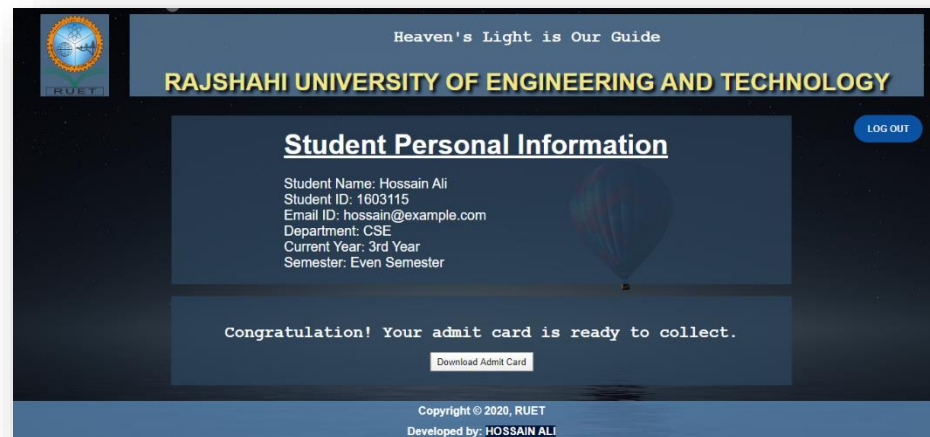 Heaven's Light is Our Guide
RUET
RAJSHAHI UNIVERSITY OF ENGINEERING AND TECHNOLOGY
LOG OUT
Student Personal Information
Student Name: Hossain Ali
Student ID: 1603115
Email ID: hossain@example.com
Department: CSE
Current Year: 3rd Year
Semester: Even Semester
Congratulation! Your admit card is ready to collect.
Download Admit Card
Copyright © 2020, RUET
Developed by: HOSSAIN ALI